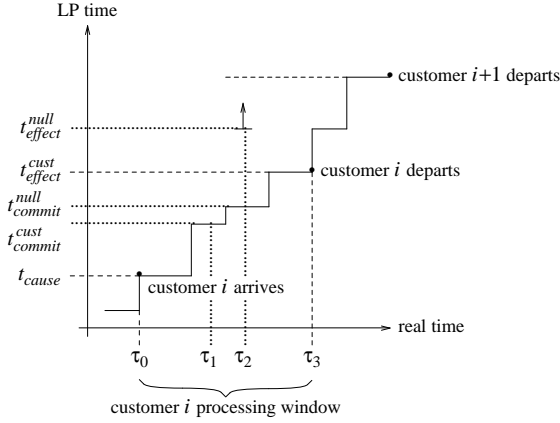 LP time
customer i+1 departs
t_effect^null
t_effect^cust
customer i departs
t_commit^null
t_commit^cust
t_cause
customer i arrives
real time
τ0 τ1 τ2 τ3
customer i processing window